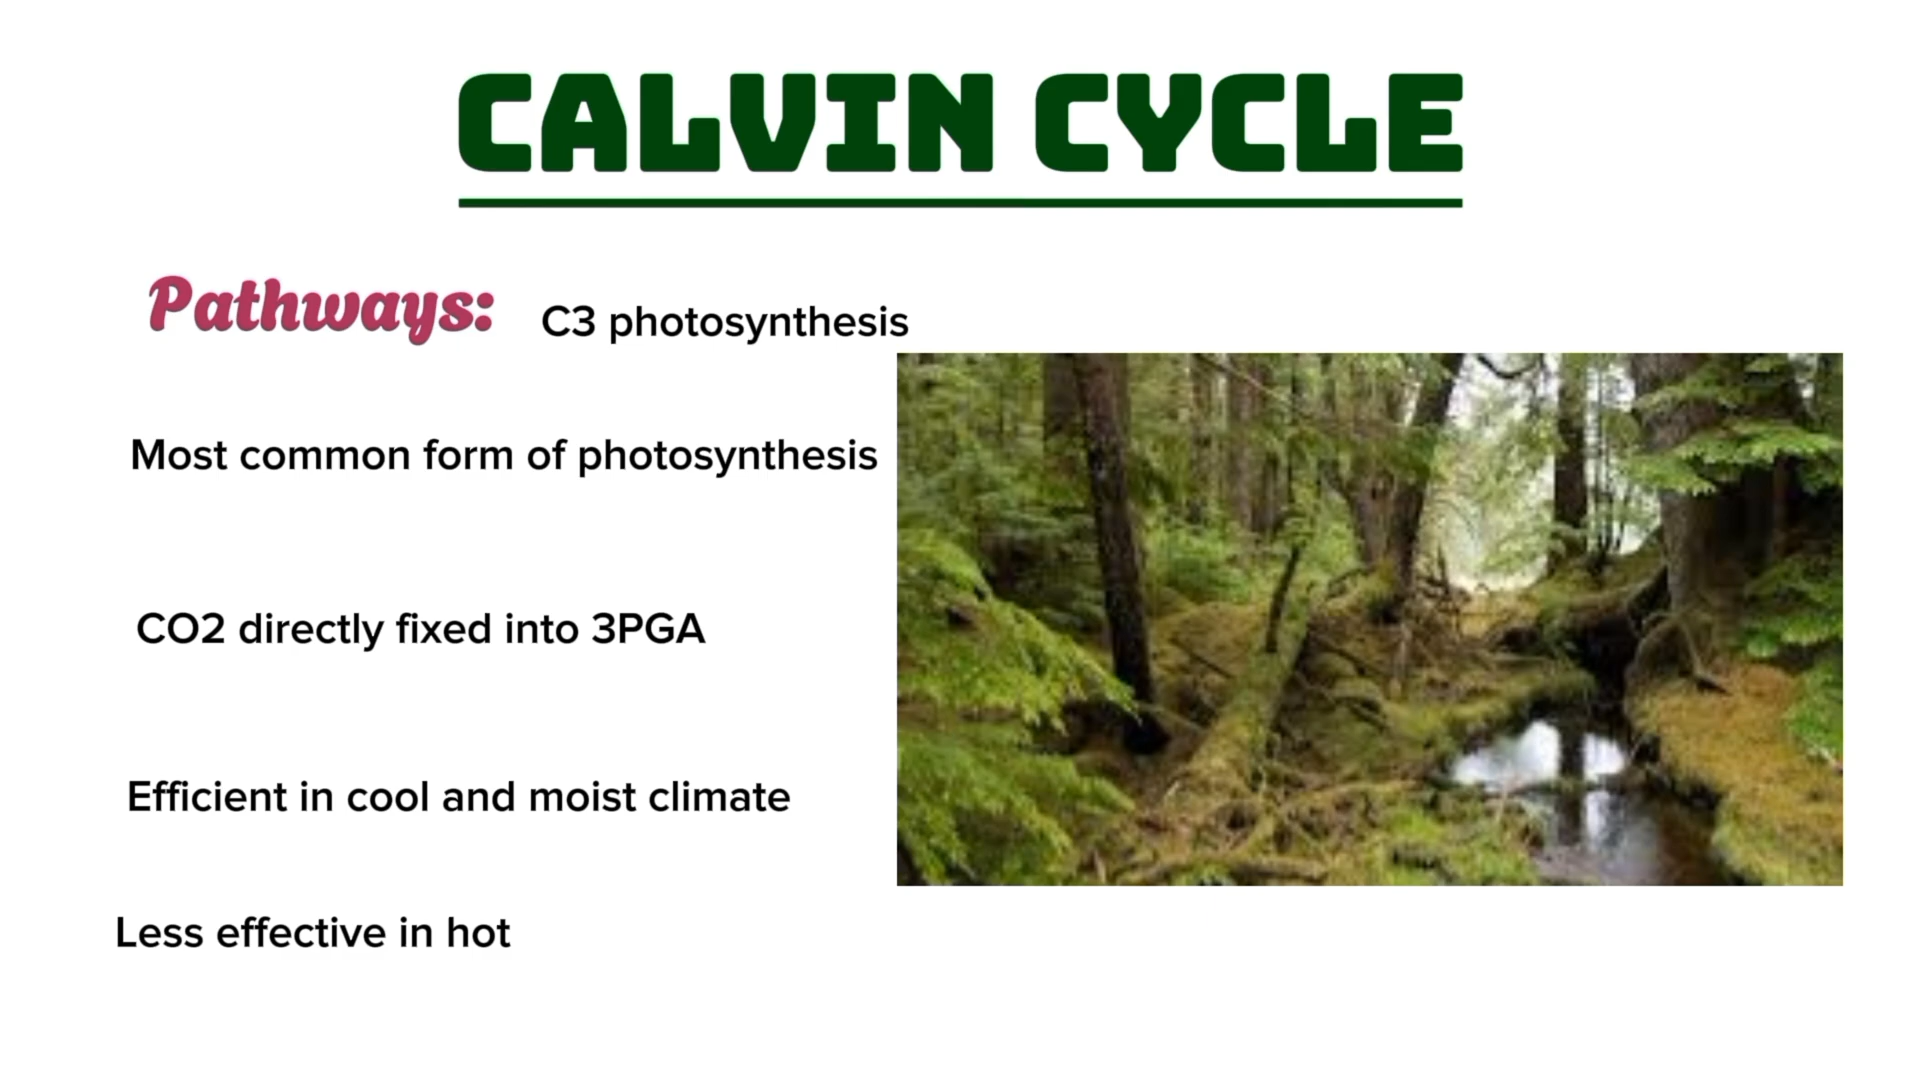 CALVIN CYCLE
Pathways:
C3 photosynthesis
Most common form of photosynthesis
CO2 directly fixed into 3PGA
Efficient in cool and moist climate
Less effective in hot